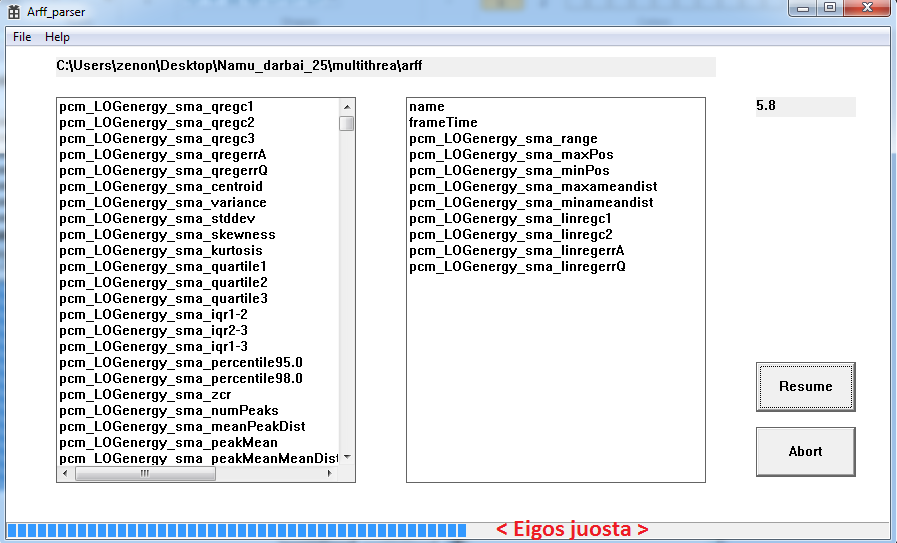 Arff_parser
File Help
C:\Users\zenon\Desktop\Namu_darbai_25\multithrea\arff
pcm_LOGenergy_sma_qregc1
pcm_LOGenergy_sma_qregc2
pcm_LOGenergy_sma_qregc3
pcm_LOGenergy_sma_qregerrA
pcm_LOGenergy_sma_qregerrQ
pcm_LOGenergy_sma_centroid
pcm_LOGenergy_sma_variance
pcm_LOGenergy_sma_stddev
pcm_LOGenergy_sma_skewness
pcm_LOGenergy_sma_kurtosis
pcm_LOGenergy_sma_quartile1
pcm_LOGenergy_sma_quartile2
pcm_LOGenergy_sma_quartile3
pcm_LOGenergy_sma_iqr1-2
pcm_LOGenergy_sma_iqr2-3
pcm_LOGenergy_sma_iqr1-3
pcm_LOGenergy_sma_percentile95.0
pcm_LOGenergy_sma_percentile98.0
pcm_LOGenergy_sma_zcr
pcm_LOGenergy_sma_numPeaks
pcm_LOGenergy_sma_meanPeakDist
pcm_LOGenergy_sma_peakMean
pcm_LOGenergy_sma_peakMeanMeanDist
name
frameTime
pcm_LOGenergy_sma_range
pcm_LOGenergy_sma_maxPos
pcm_LOGenergy_sma_minPos
pcm_LOGenergy_sma_maxameandist
pcm_LOGenergy_sma_minameandist
pcm_LOGenergy_sma_linregc1
pcm_LOGenergy_sma_linregc2
pcm_LOGenergy_sma_linregerrA
pcm_LOGenergy_sma_linregerrQ
5.8
Resume
Abort
< Eigos juosta >